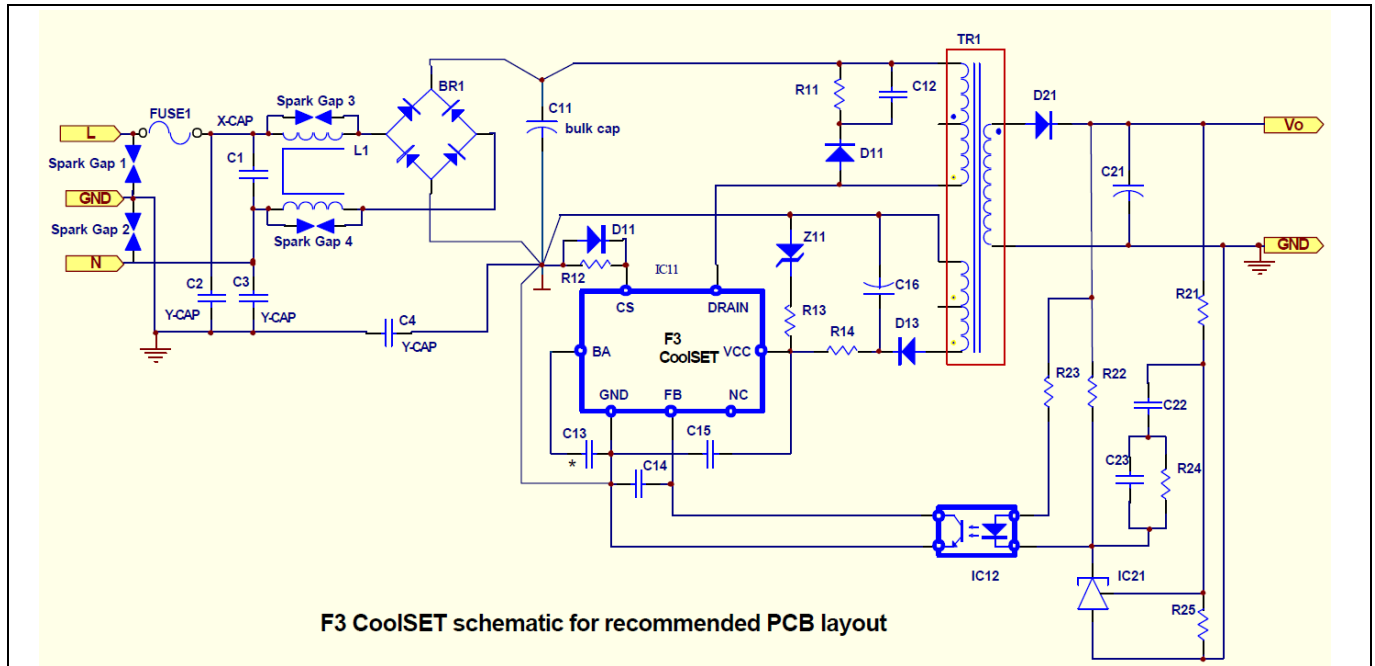 TR1
BR1
Spark Gap 3
FUSE1
X-CAP
C11
bulk cap
R11
C12
D21
L
L1
Vo
Spark Gap 1
C1
D11
C21
GND
Spark Gap 2
Spark Gap 4
D11
Z11
GND
N
R12
IC11
C2
C3
CS
DRAIN
C16
R21
Y-CAP
Y-CAP
C4
Y-CAP
F3
CoolSET
R13
R14
D13
BA
VCC
R23
R22
GND
FB
NC
C22
C13
C15
*
C14
C23
R24
IC12
IC21
R25
F3 CoolSET schematic for recommended PCB layout